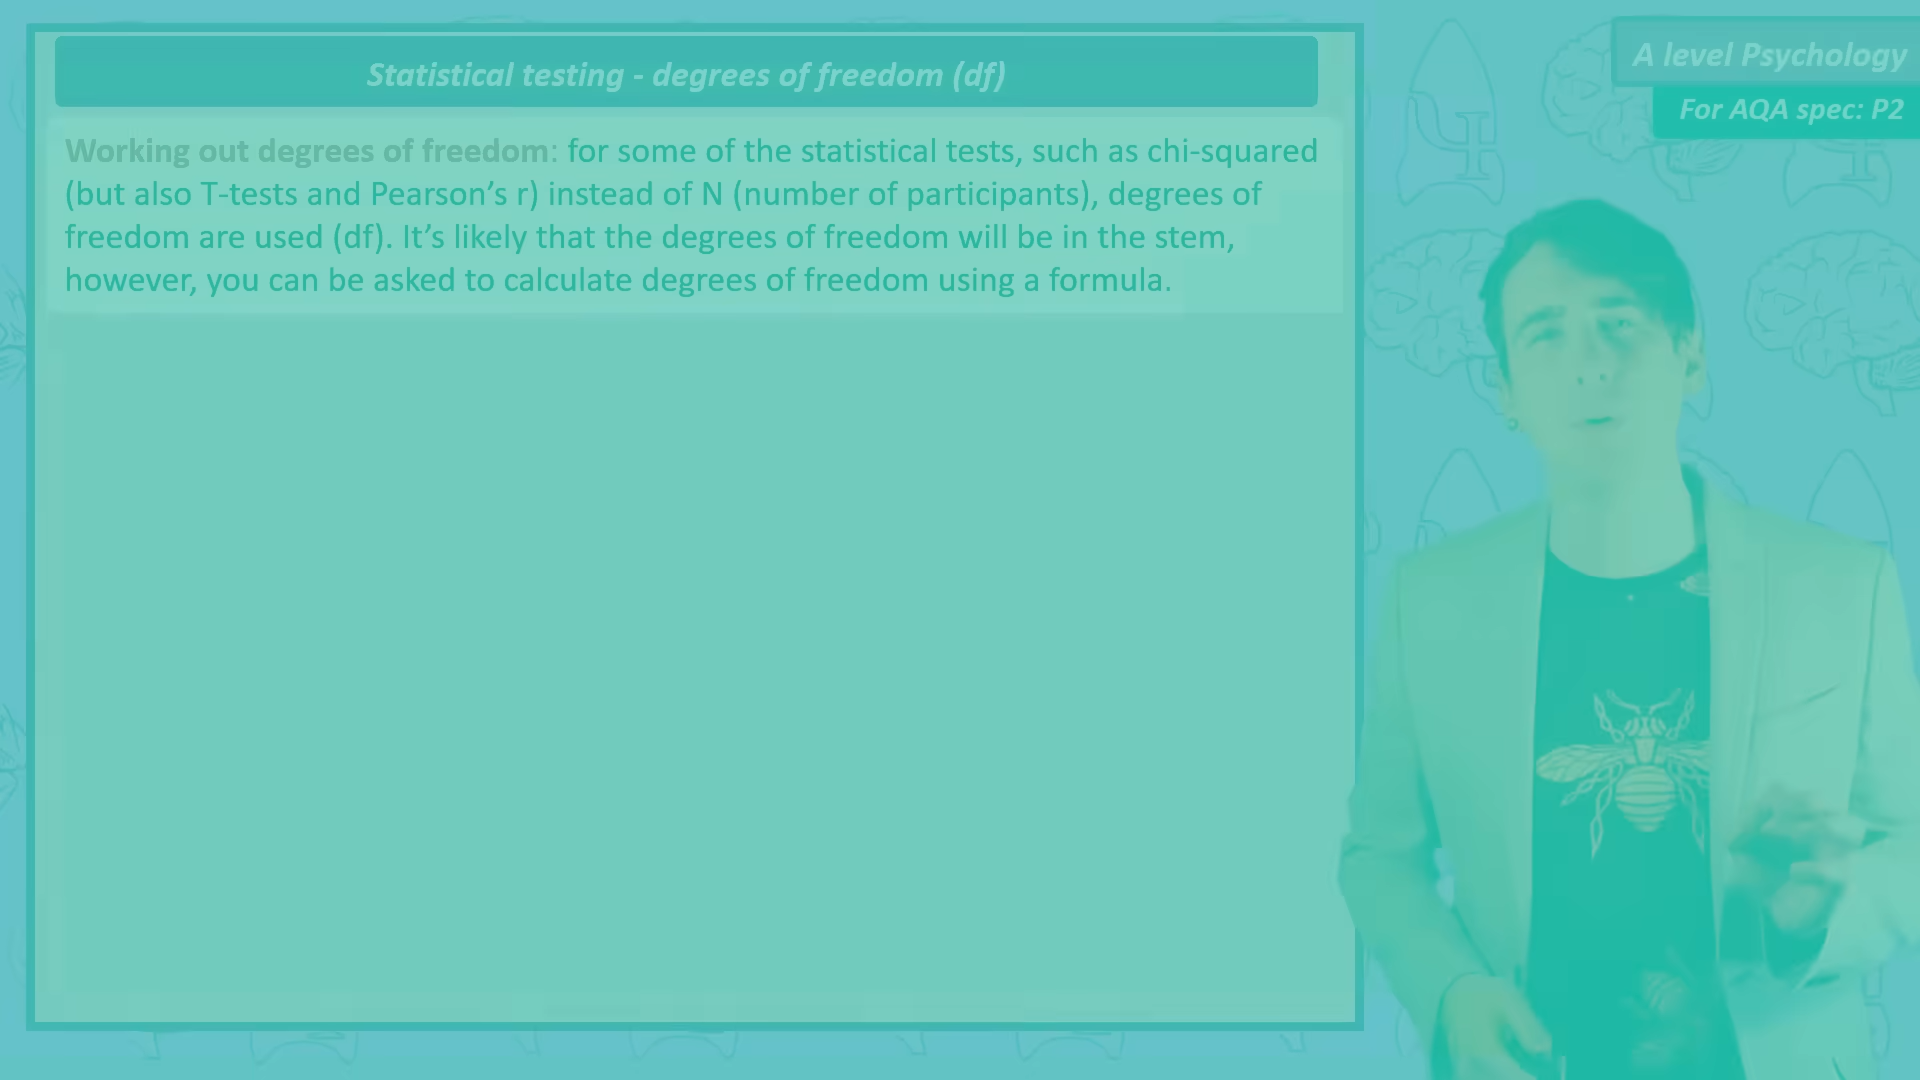 Statistical testing - degrees of freedom (df)
A level Psychology
For AQA spec: P2
Working out degrees of freedom: for some of the statistical tests, such as chi-squared
(but also T-tests and Pearson’s r) instead of N (number of participants), degrees of
freedom are used (df). It’s likely that the degrees of freedom will be in the stem,
however, you can be asked to calculate degrees of freedom using a formula.